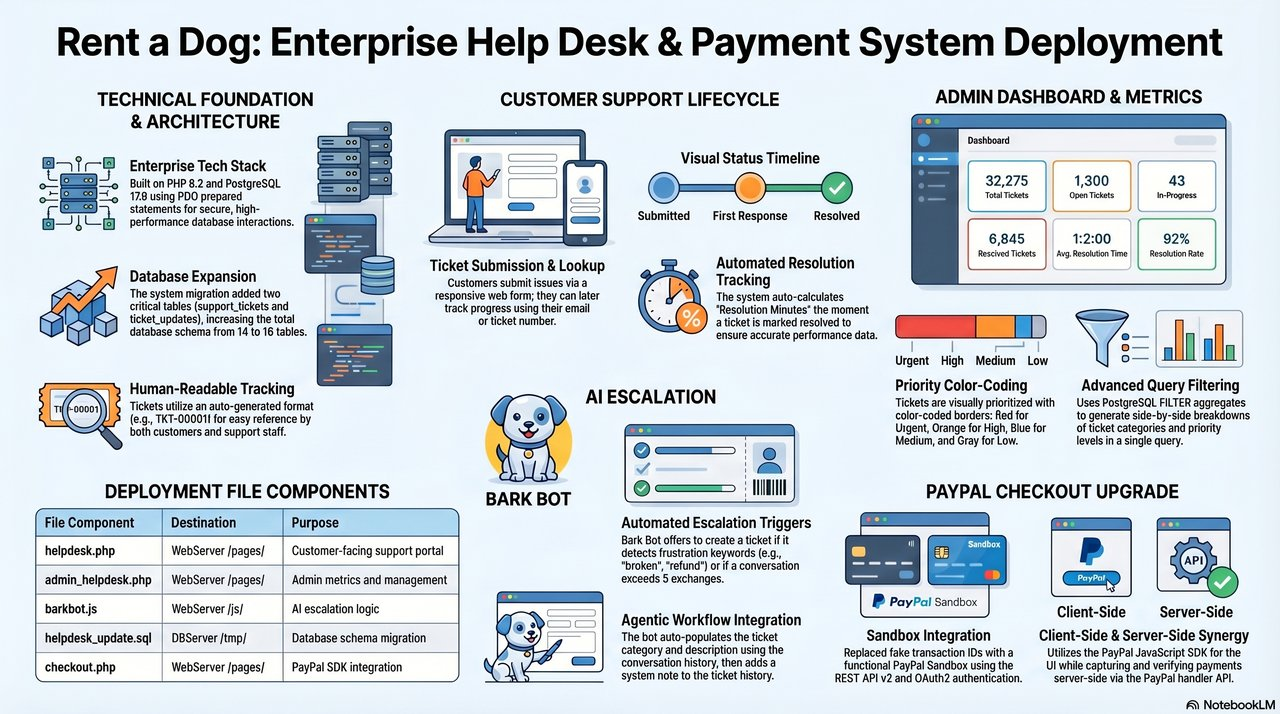 Rent a Dog: Enterprise Help Desk & Payment System Deployment
TECHNICAL FOUNDATION
& ARCHITECTURE
Enterprise Tech Stack
Built on PHP 8.2 and PostgreSQL
17.9 using PDO prepared
statements for secure, high-
performance database interactions.
Database Expansion
The system migration added two
critical tables (support_tickets and
ticket_updates), increasing the total
database schema from 14 to 16 tables.
-00001
Human-Readable Tracking
Tickets utilize an auto-generated format
(e.g., TKT-00001I for easy reference by
both customers and support staff.
DEPLOYMENT FILE COMPONENTS
File Component Destination Purpose
helpdesk.php WebServer /pages/ Customer-facing support portal
admin_helpdesk.php WebServer /pages/ Admin metrics and management
barkbot.js WebServer /js/ AI escalation logic
helpdesk_update.sql DBServer /tmp/ Database schema migration
checkout.php WebServer /pages/ PayPal SDK integration
CUSTOMER SUPPORT LIFECYCLE
Visual Status Timeline
Submitted First Response Resolved
Ticket Submission & Lookup
Customers submit issues via a
responsive web form; they can later
track progress using their email
or ticket number.
%
Automated Resolution
Tracking
The system auto-calculates
"Resolution Minutes" the moment
a ticket is marked resolved to
ensure accurate performance data.
AI ESCALATION
BARK BOT
Automated Escalation Triggers
Bark Bot offers to create a ticket if it
detects frustration keywords (e.g.,
"broken", "refund") or if a conversation
exceeds 5 exchanges.
Agentic Workflow Integration
The bot auto-populates the ticket
category and description using the
conversation history, then adds a
system note to the ticket history.
ADMIN DASHBOARD & METRICS
Dashboard
32,275
Total Tickets
1,300
Open Tickets
43
In-Progress
6,845
Rescived Tickets
1:2:00
Avg. Resolution Time
92%
Resolution Rate
Urgent High Medium Low
Priority Color-Coding
Tickets are visually prioritized with
color-coded borders: Red for
Urgent, Orange for High, Blue for
Medium, and Gray for Low.
Advanced Query Filtering
Uses PostgreSQL FILTER aggregates
to generate side-by-side breakdowns
of ticket categories and priority
levels in a single query.
PAYPAL CHECKOUT UPGRADE
Sandbox
PayPal Sandbox
Sandbox Integration
Replaced fake transaction IDs with a
functional PayPal Sandbox using the
REST API v2 and OAuth2 authentication.
PayPal
API
Client-Side Server-Side
Client-Side & Server-Side Synergy
Utilizes the PayPal JavaScript SDK for
the UI while capturing and verifying payments
server-side via the PayPal handler API.
NotebookLM